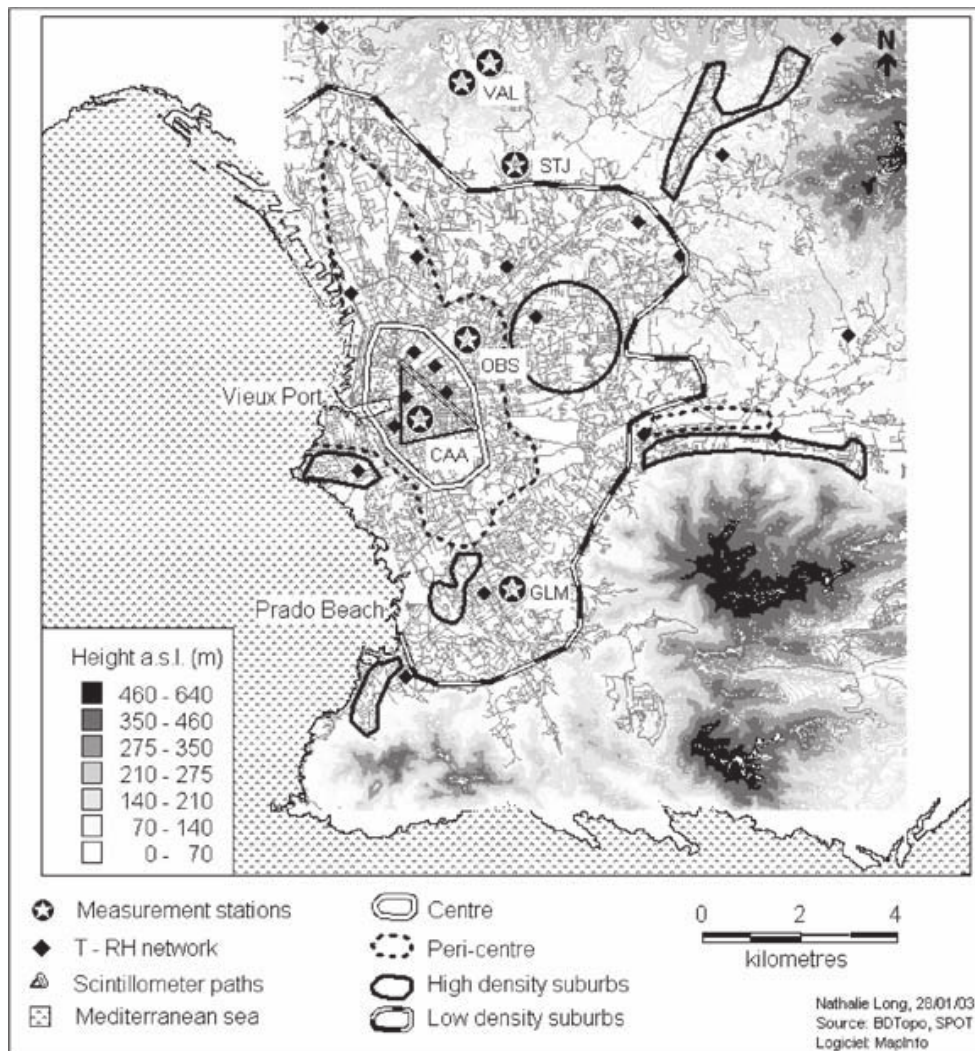 N
VAL
STJ
OBS
Vieux Port
CAA
GLM
Prado Beach
Height a.s.l. (m)
460 - 640
350 - 460
275 - 350
210 - 275
140 - 210
70 - 140
0 - 70
Measurement stations
T - RH network
Scintillometer paths
Mediterranean sea
Centre
Peri-centre
High density suburbs
Low density suburbs
0 2 4
kilometres
Nathalie Long, 28/01/03
Source: BDTopo, SPOT
Logiciel: MapInfo